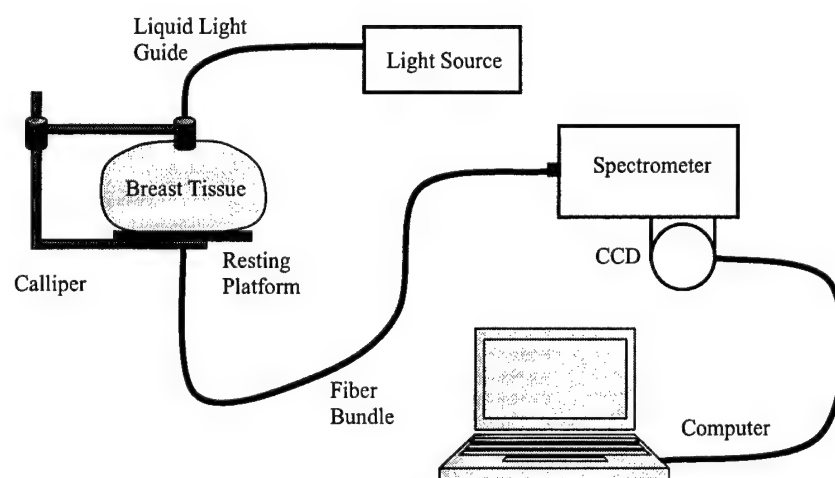 Liquid Light
Guide
Light Source
Spectrometer
Breast Tissue
CCD
Resting
Platform
Calliper
Fiber
Bundle
Computer